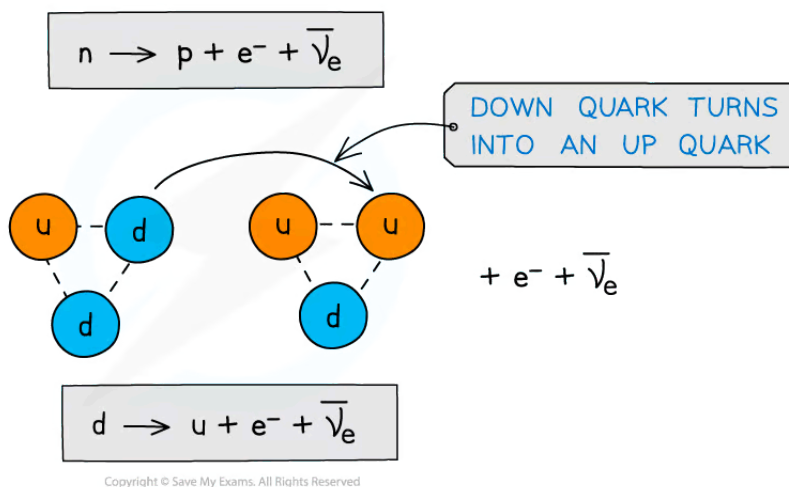 n → p + e⁻ + ν̅ₑ
DOWN QUARK TURNS
INTO AN UP QUARK
u d u u
d d
+ e⁻ + ν̅ₑ
d → u + e⁻ + ν̅ₑ
Copyright © Save My Exams. All Rights Reserved